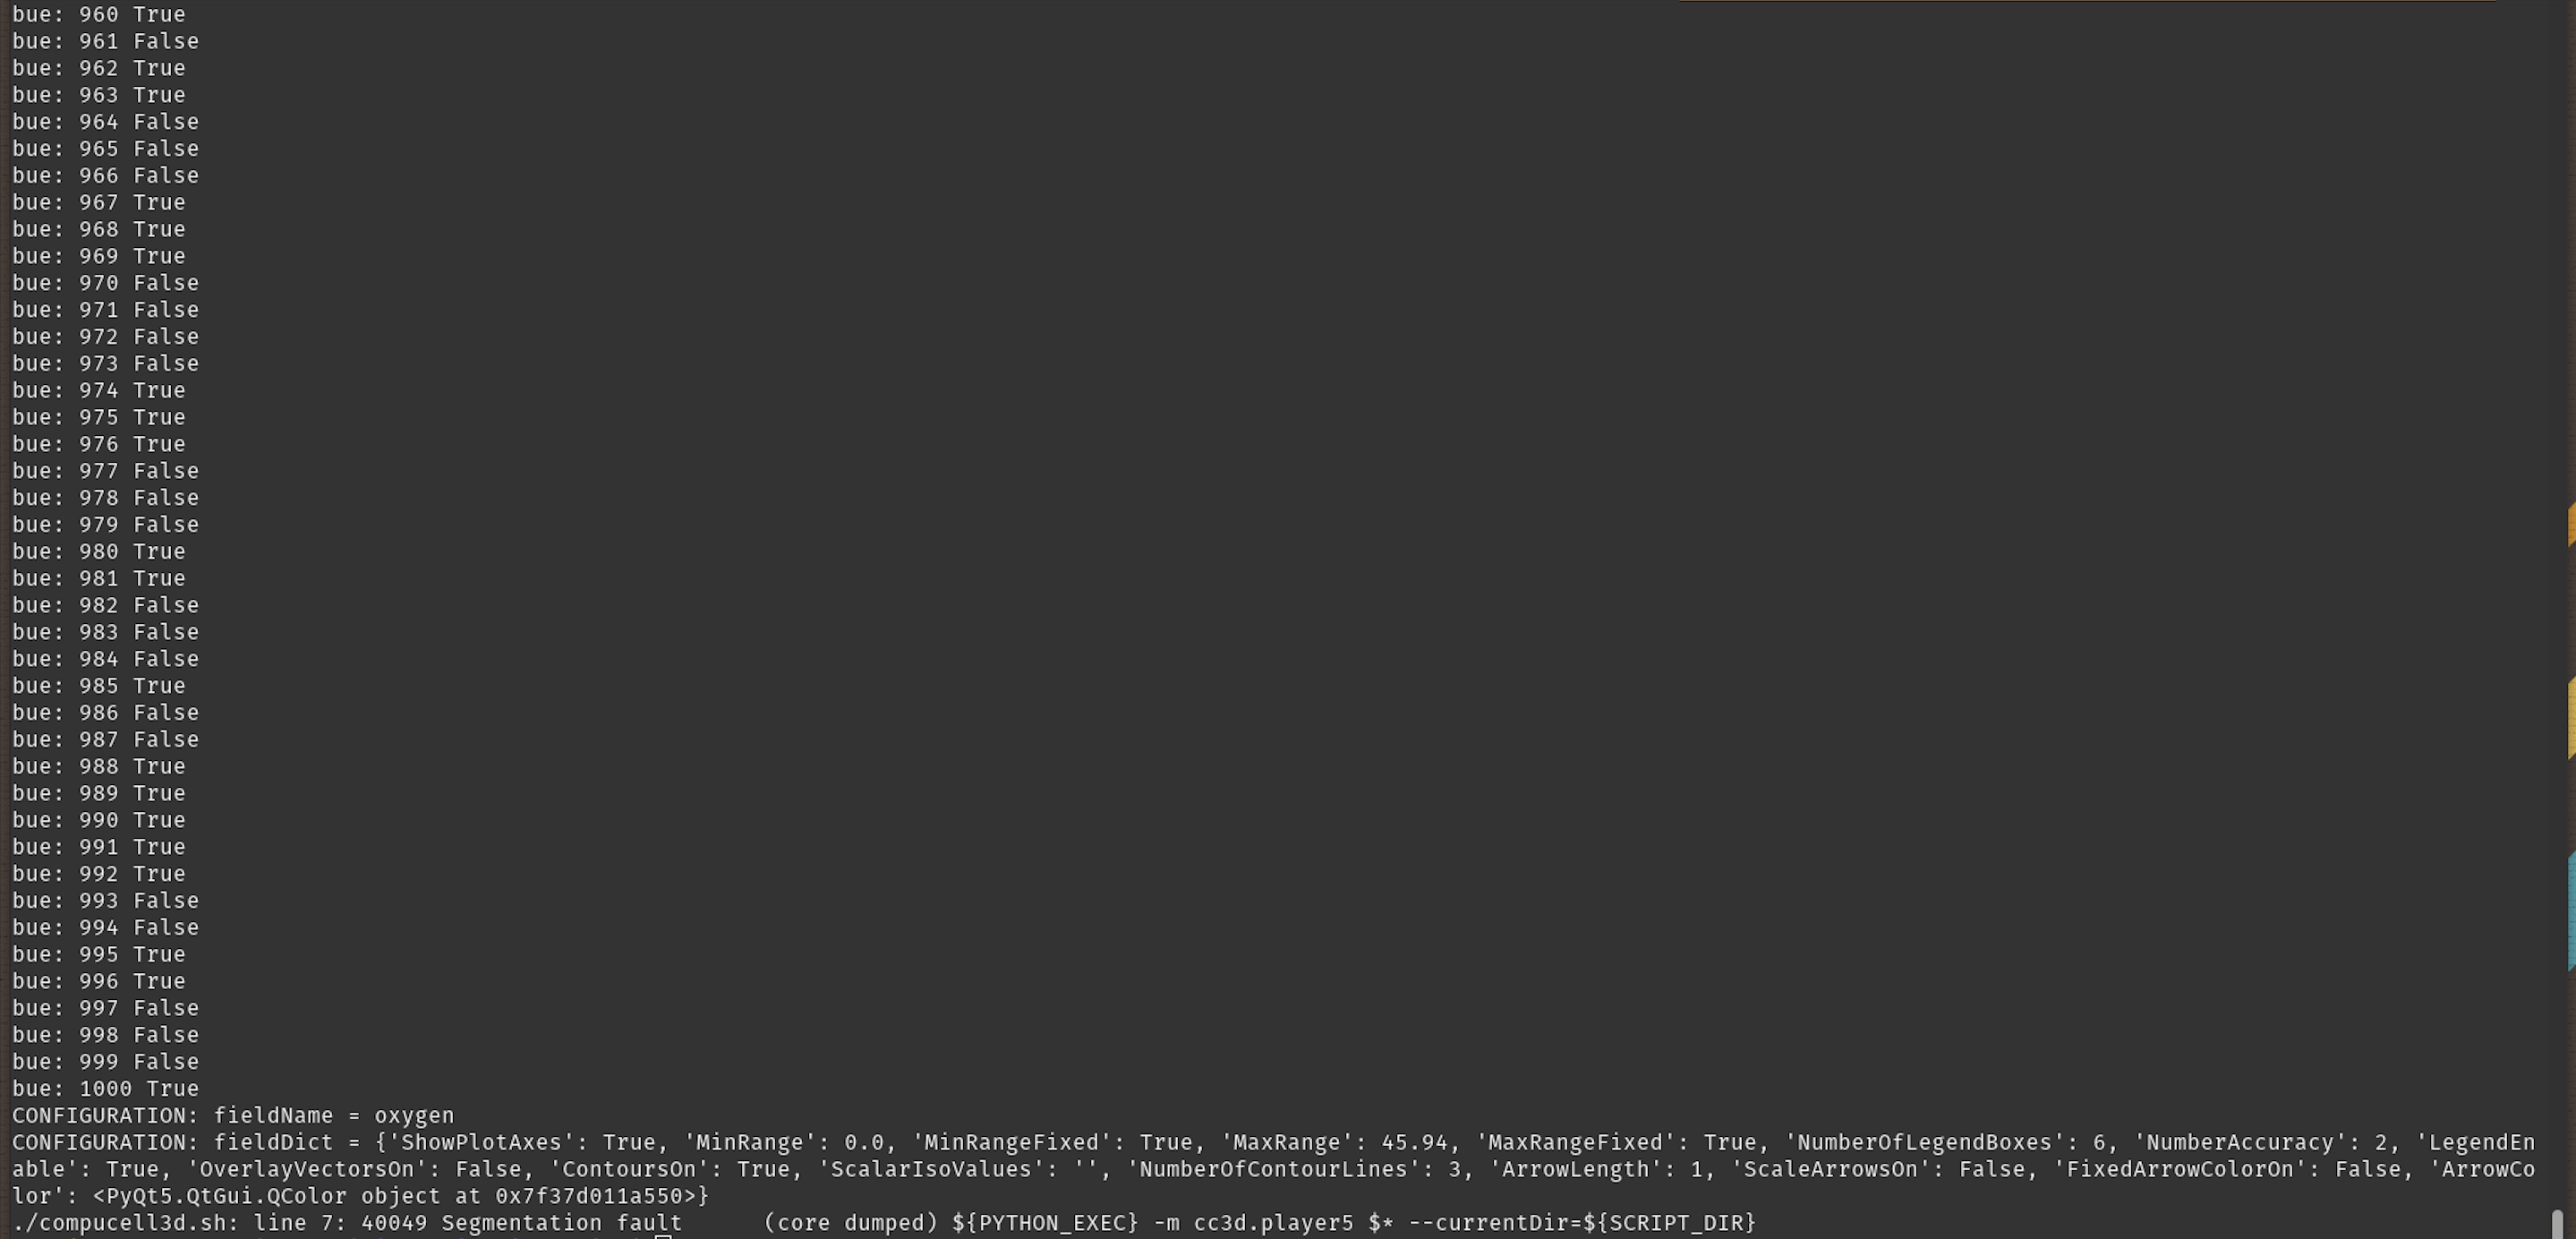 bue: 960 True
bue: 961 False
bue: 962 True
bue: 963 True
bue: 964 False
bue: 965 False
bue: 966 False
bue: 967 True
bue: 968 True
bue: 969 True
bue: 970 False
bue: 971 False
bue: 972 False
bue: 973 False
bue: 974 True
bue: 975 True
bue: 976 True
bue: 977 False
bue: 978 False
bue: 979 False
bue: 980 True
bue: 981 True
bue: 982 False
bue: 983 False
bue: 984 False
bue: 985 True
bue: 986 False
bue: 987 False
bue: 988 True
bue: 989 True
bue: 990 True
bue: 991 True
bue: 992 True
bue: 993 False
bue: 994 False
bue: 995 True
bue: 996 True
bue: 997 False
bue: 998 False
bue: 999 False
bue: 1000 True
CONFIGURATION: fieldName = oxygen
CONFIGURATION: fieldDict = {'ShowPlotAxes': True, 'MinRange': 0.0, 'MinRangeFixed': True, 'MaxRange': 45.94, 'MaxRangeFixed': True, 'NumberOfLegendBoxes': 6, 'NumberAccuracy': 2, 'LegendEn
able': True, 'OverlayVectorsOn': False, 'ContoursOn': True, 'ScalarIsoValues': '', 'NumberOfContourLines': 3, 'ArrowLength': 1, 'ScaleArrowsOn': False, 'FixedArrowColorOn': False, 'ArrowCo
lor': <PyQt5.QtGui.QColor object at 0x7f37d011a550>}
./compucell3d.sh: line 7: 40049 Segmentation fault      (core dumped) ${PYTHON_EXEC} -m cc3d.player5 $* --currentDir=${SCRIPT_DIR}